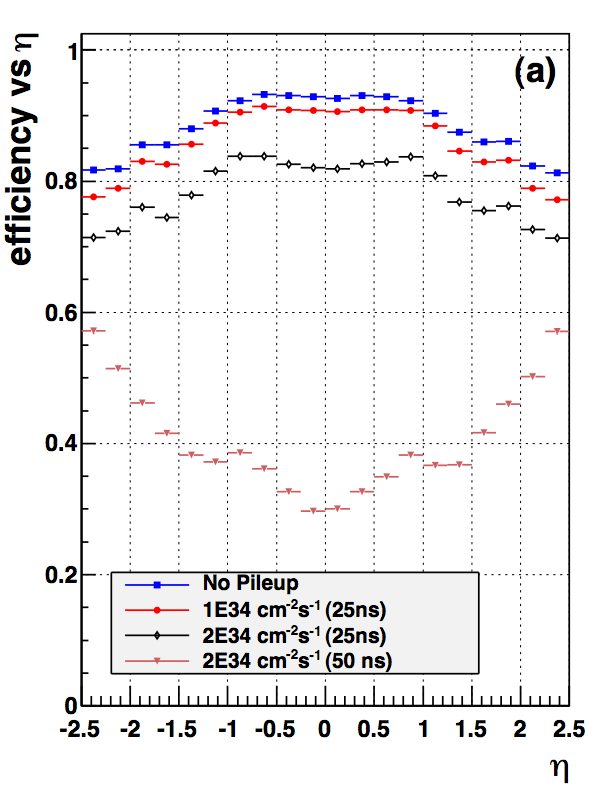 efficiency vs η
(a)
1
0.8
0.6
0.4
0.2
0
No Pileup
1E34 cm⁻²s⁻¹ (25ns)
2E34 cm⁻²s⁻¹ (25ns)
2E34 cm⁻²s⁻¹ (50 ns)
-2.5 -2 -1.5 -1 -0.5 0 0.5 1 1.5 2 2.5
η